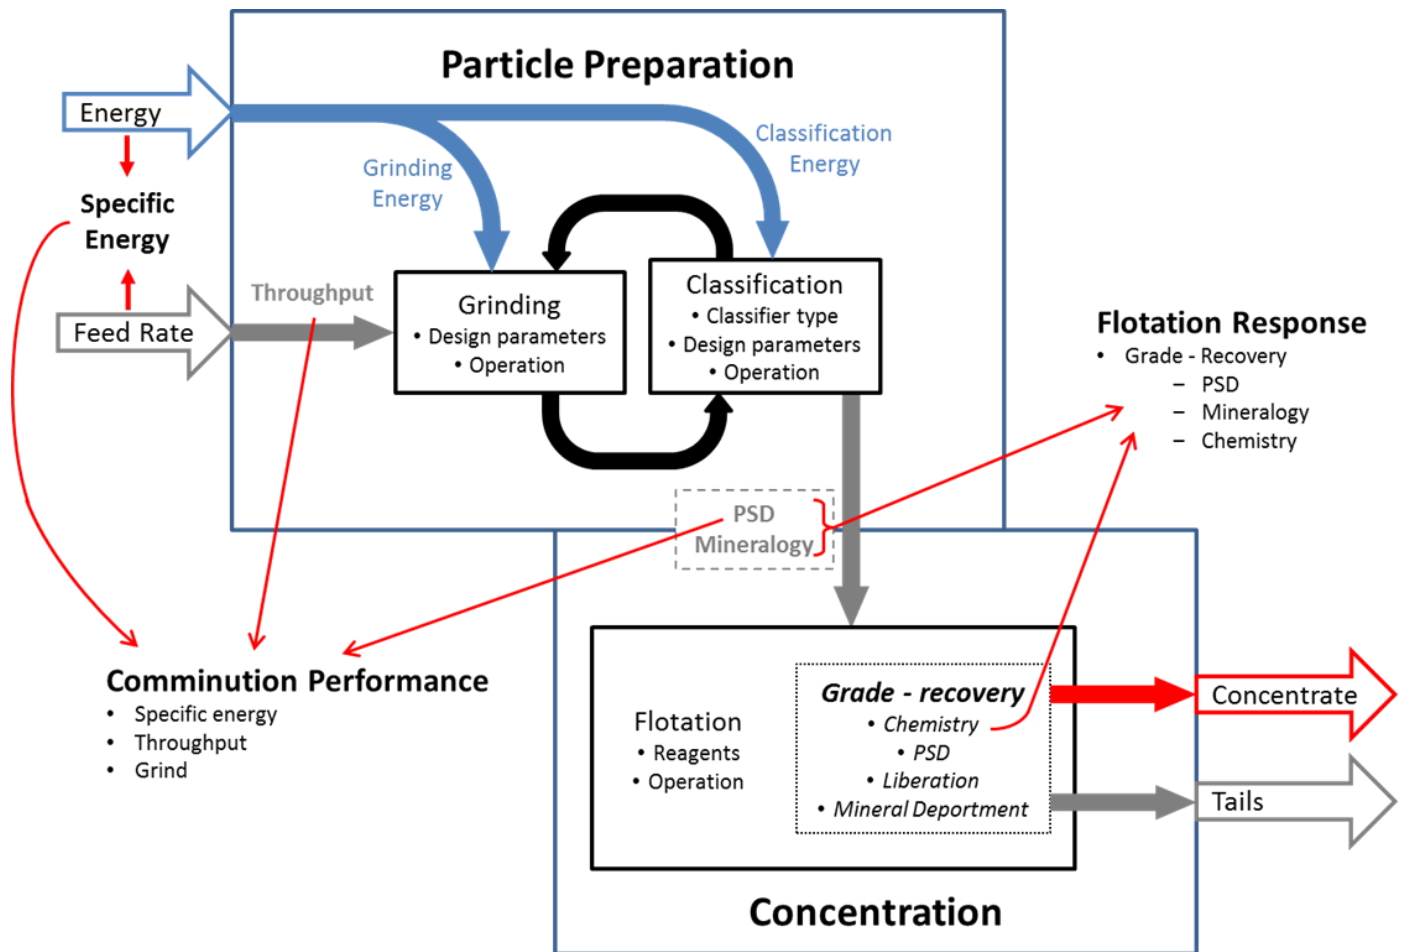 Particle Preparation
Energy
Classification
Energy
Grinding
Energy
Specific
Energy
Throughput
Feed Rate
Grinding
• Design parameters
• Operation
Classification
• Classifier type
• Design parameters
• Operation
Flotation Response
• Grade - Recovery
– PSD
– Mineralogy
– Chemistry
PSD
Mineralogy
Comminution Performance
• Specific energy
• Throughput
• Grind
Flotation
• Reagents
• Operation
Grade - recovery
• Chemistry
• PSD
• Liberation
• Mineral Department
Concentrate
Tails
Concentration